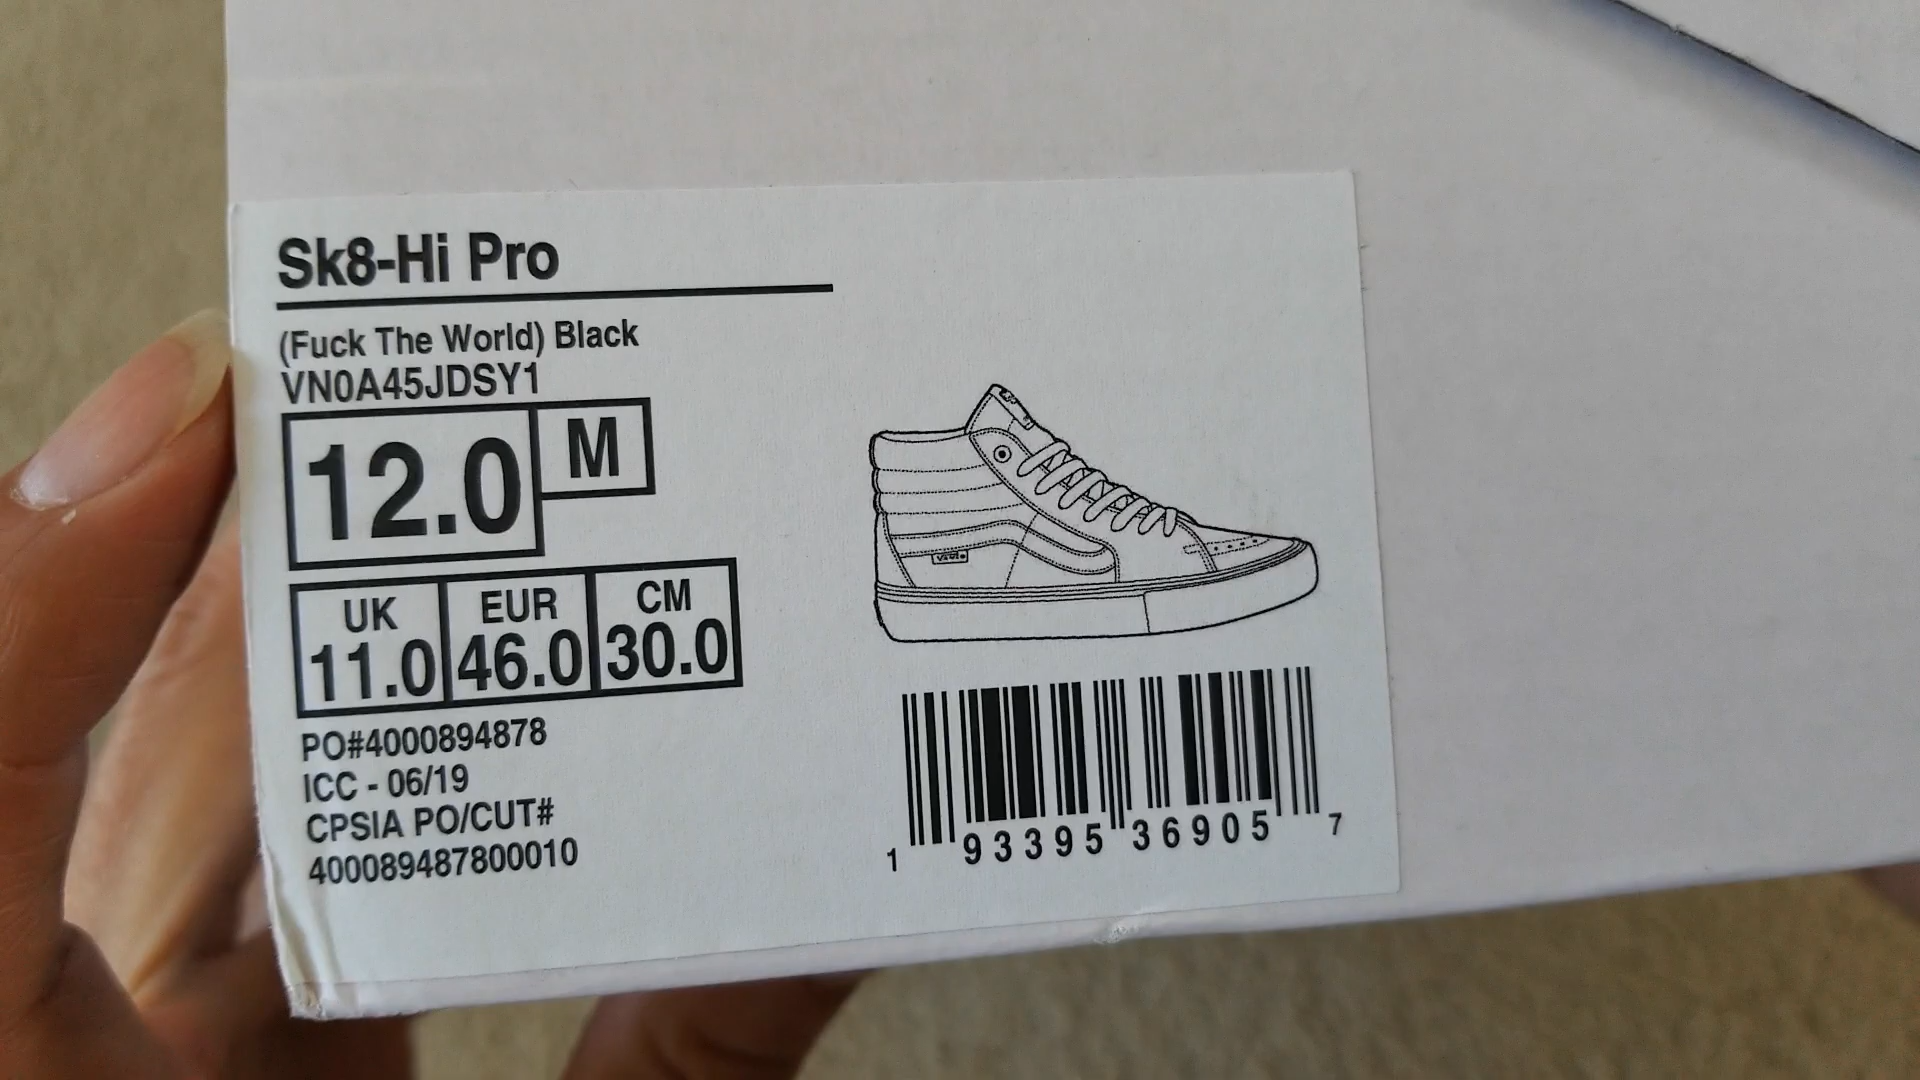 Sk8-Hi Pro
(Fuck The World) Black
VN0A45JDSY1
12.0 M
UK EUR CM
11.0 46.0 30.0
PO#4000894878
ICC - 06/19
CPSIA PO/CUT#
400089487800010
1 93395 36905 7